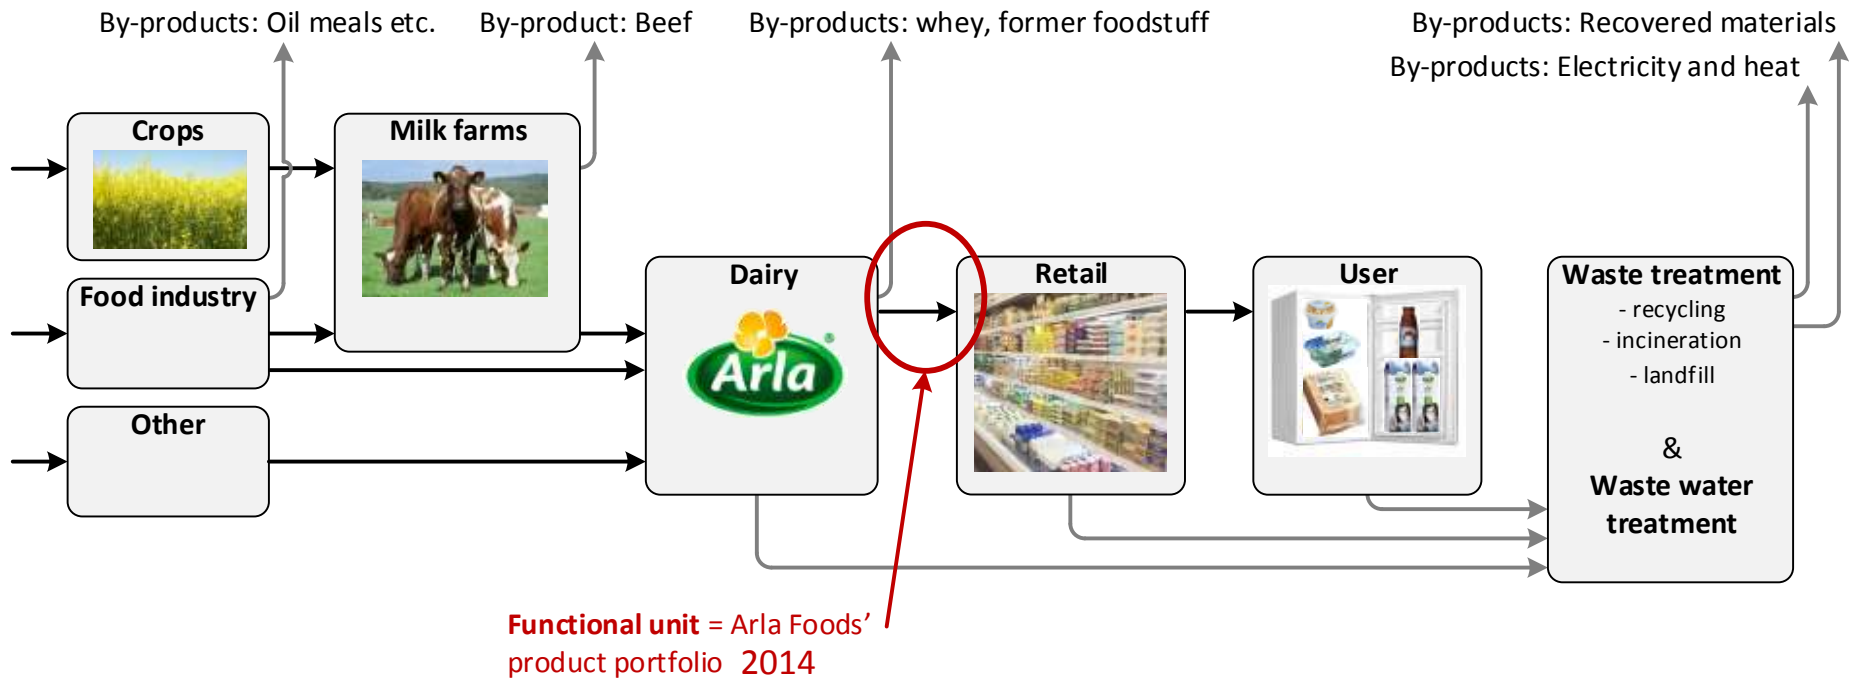 By-products: Oil meals etc.
By-product: Beef
By-products: whey, former foodstuff
By-products: Recovered materials
By-products: Electricity and heat
Crops
Milk farms
Food industry
Other
Dairy
Arla
®
Retail
User
Waste treatment
- recycling
- incineration
- landfill
&
Waste water
treatment
Functional unit = Arla Foods’
product portfolio 2014